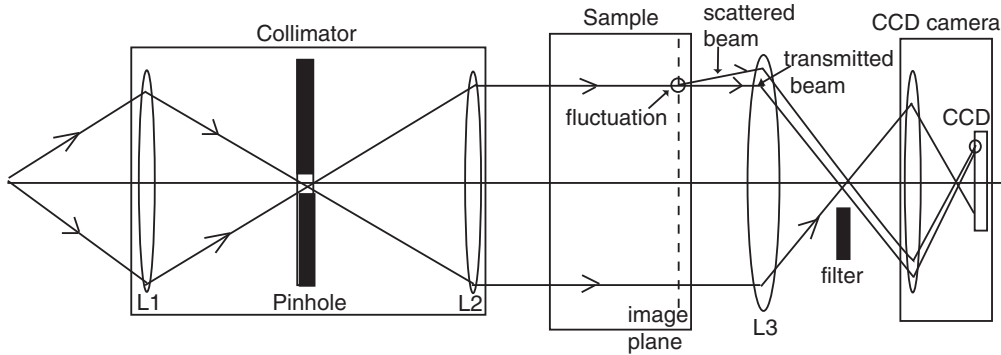 Collimator
L1
Pinhole
L2
Sample
fluctuation
image
plane
scattered
beam
transmitted
beam
L3
filter
CCD camera
CCD